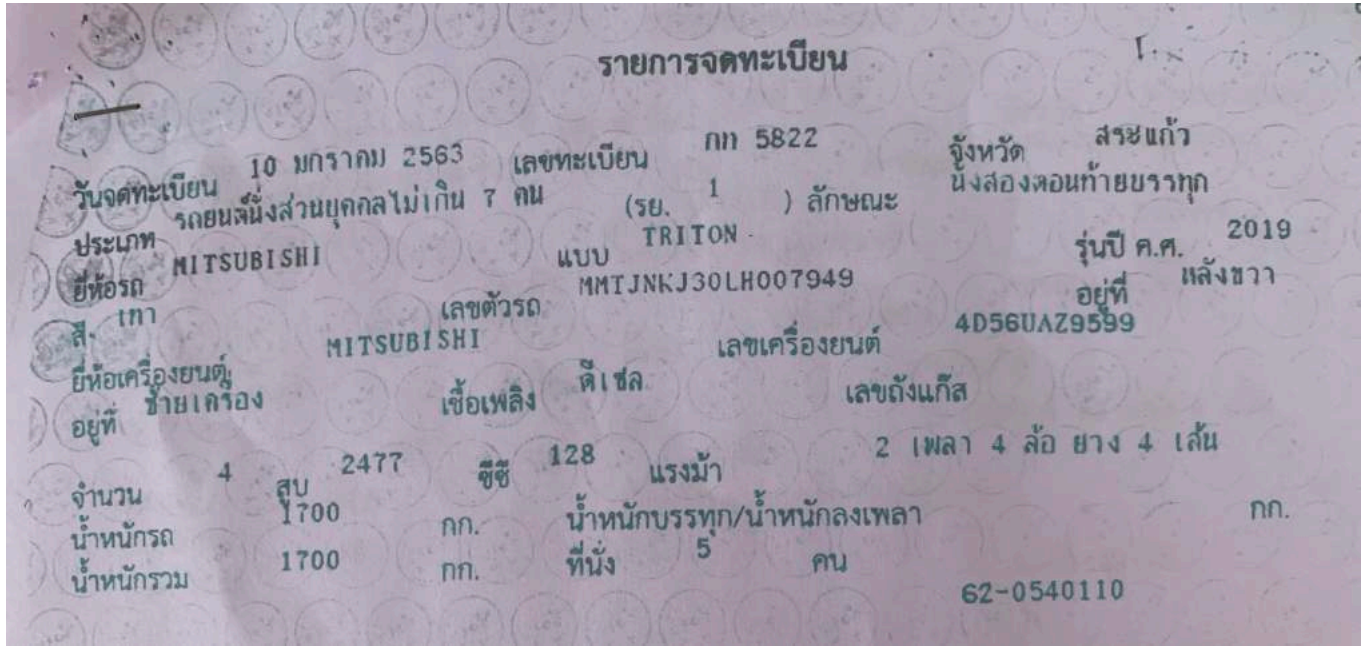 รายการจดทะเบียน
วันจดทะเบียน 10 มกราคม 2563 เลขทะเบียน กท 5822 จังหวัด สระแก้ว
ประเภท รถยนต์นั่งส่วนบุคคลไม่เกิน 7 คน (รย. 1 ) ลักษณะ นั่งสองตอนท้ายบรรทุก
ยี่ห้อรถ MITSUBISHI แบบ TRITON รุ่นปี ค.ศ. 2019
สี เทา เลขตัวรถ MMTJNKJ30LH007949 อยู่ที่ แค้งขวา
ยี่ห้อเครื่องยนต์ MITSUBISHI เลขเครื่องยนต์ 4D56UAZ9599
อยู่ที่ ซ้ายเครื่อง เชื้อเพลิง ดีเซล เลขถังแก๊ส
จำนวน 4 สูบ 2477 ซีซี 128 แรงม้า 2 เพลา 4 ล้อ ยาง 4 เส้น
น้ำหนักรถ 1700 กก. น้ำหนักบรรทุก/น้ำหนักลงเพลา กก.
น้ำหนักรวม 1700 กก. ที่นั่ง 5 คน
62-0540110